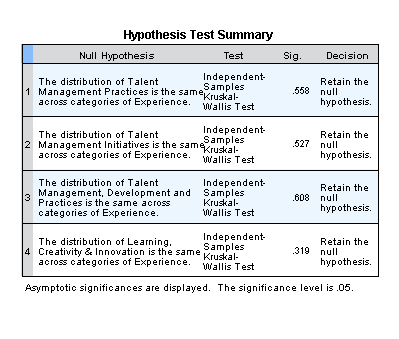 Hypothesis Test Summary
Null Hypothesis Test Sig. Decision
1 The distribution of Talent Management Practices is the same across categories of Experience. Independent-Samples Kruskal-Wallis Test .558 Retain the null hypothesis.
2 The distribution of Talent Management Initiatives is the same across categories of Experience. Independent-Samples Kruskal-Wallis Test .527 Retain the null hypothesis.
3 The distribution of Talent Management, Development and Practices is the same across categories of Experience. Independent-Samples Kruskal-Wallis Test .608 Retain the null hypothesis.
4 The distribution of Learning, Creativity & Innovation is the same across categories of Experience. Independent-Samples Kruskal-Wallis Test .319 Retain the null hypothesis.
Asymptotic significances are displayed. The significance level is .05.